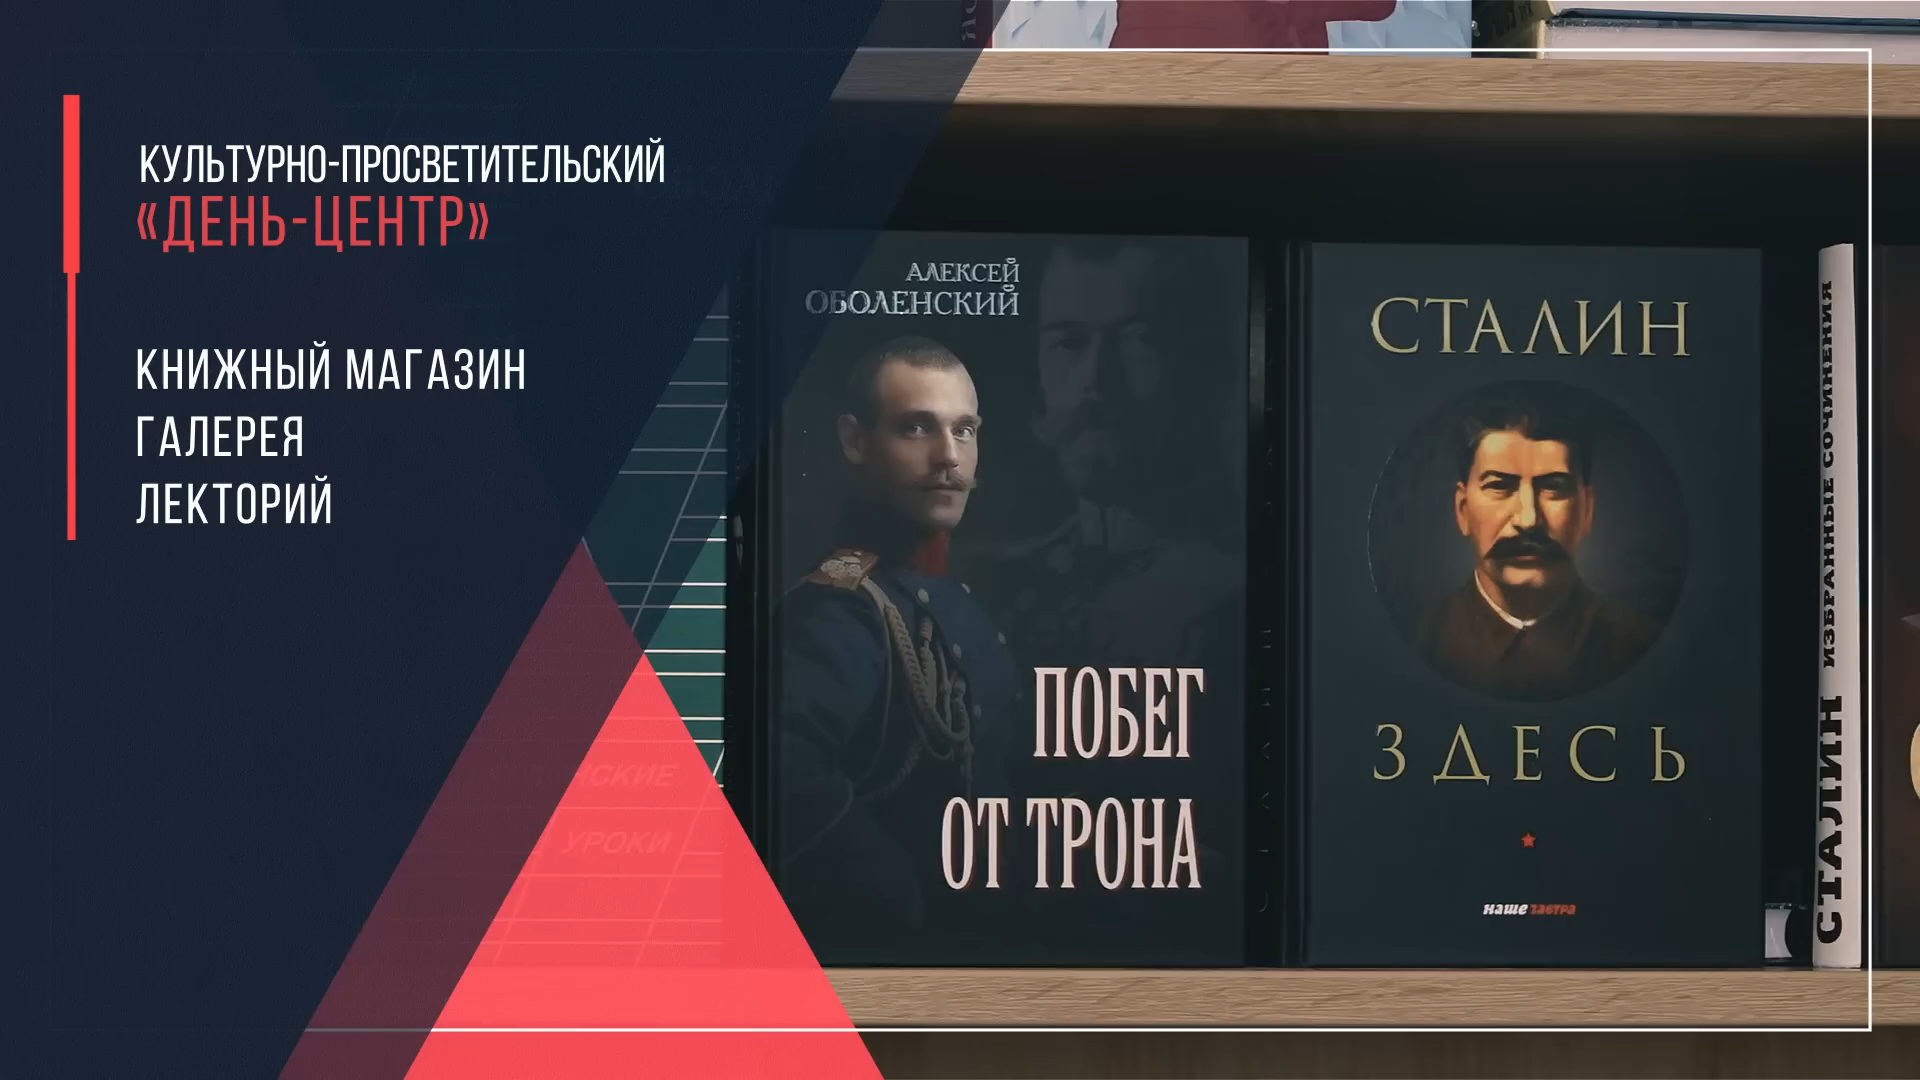 КУЛЬТУРНО-ПРОСВЕТИТЕЛЬСКИЙ
«ДЕНЬ-ЦЕНТР»
КНИЖНЫЙ МАГАЗИН
ГАЛЕРЕЯ
ЛЕКТОРИЙ
АЛЕКСЕЙ
ОБОЛЕНСКИЙ
ПОБЕГ
ОТ ТРОНА
СТАЛИН
ЗДЕСЬ
наше завтра
СТАЛИН ИЗБРАННЫЕ СОЧИНЕНИЯ
УРОКИ